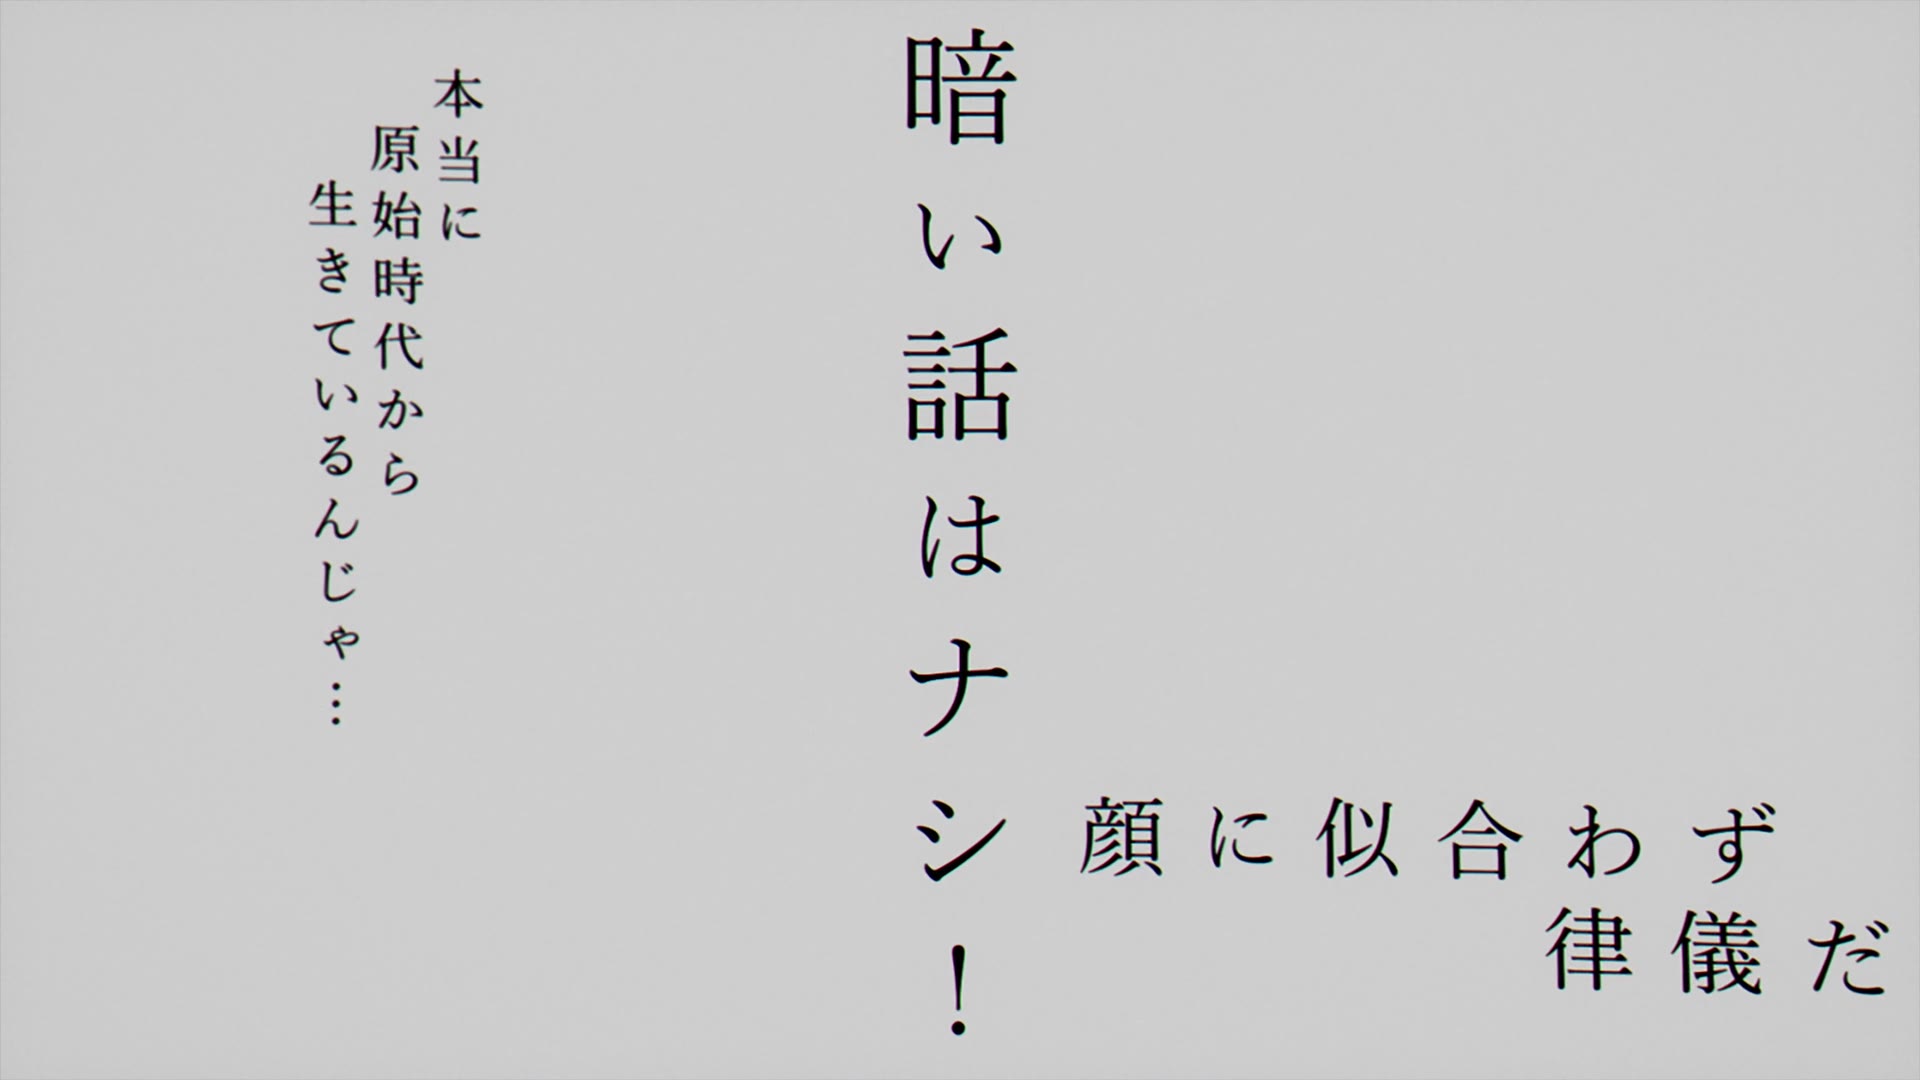 暗い話はナシ!
顔に似合わず
律儀だ
本当に
原始時代から
生きているんじゃ…